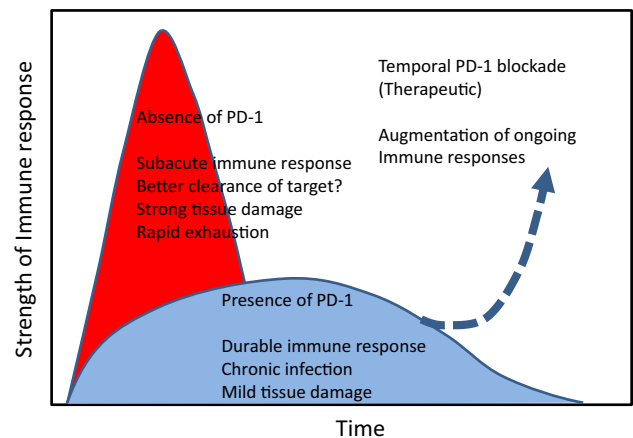 Strength of Immune response
Temporal PD-1 blockade
(Therapeutic)
Augmentation of ongoing
Immune responses
Absence of PD-1
Subacute immune response
Better clearance of target?
Strong tissue damage
Rapid exhaustion
Presence of PD-1
Durable immune response
Chronic infection
Mild tissue damage
Time